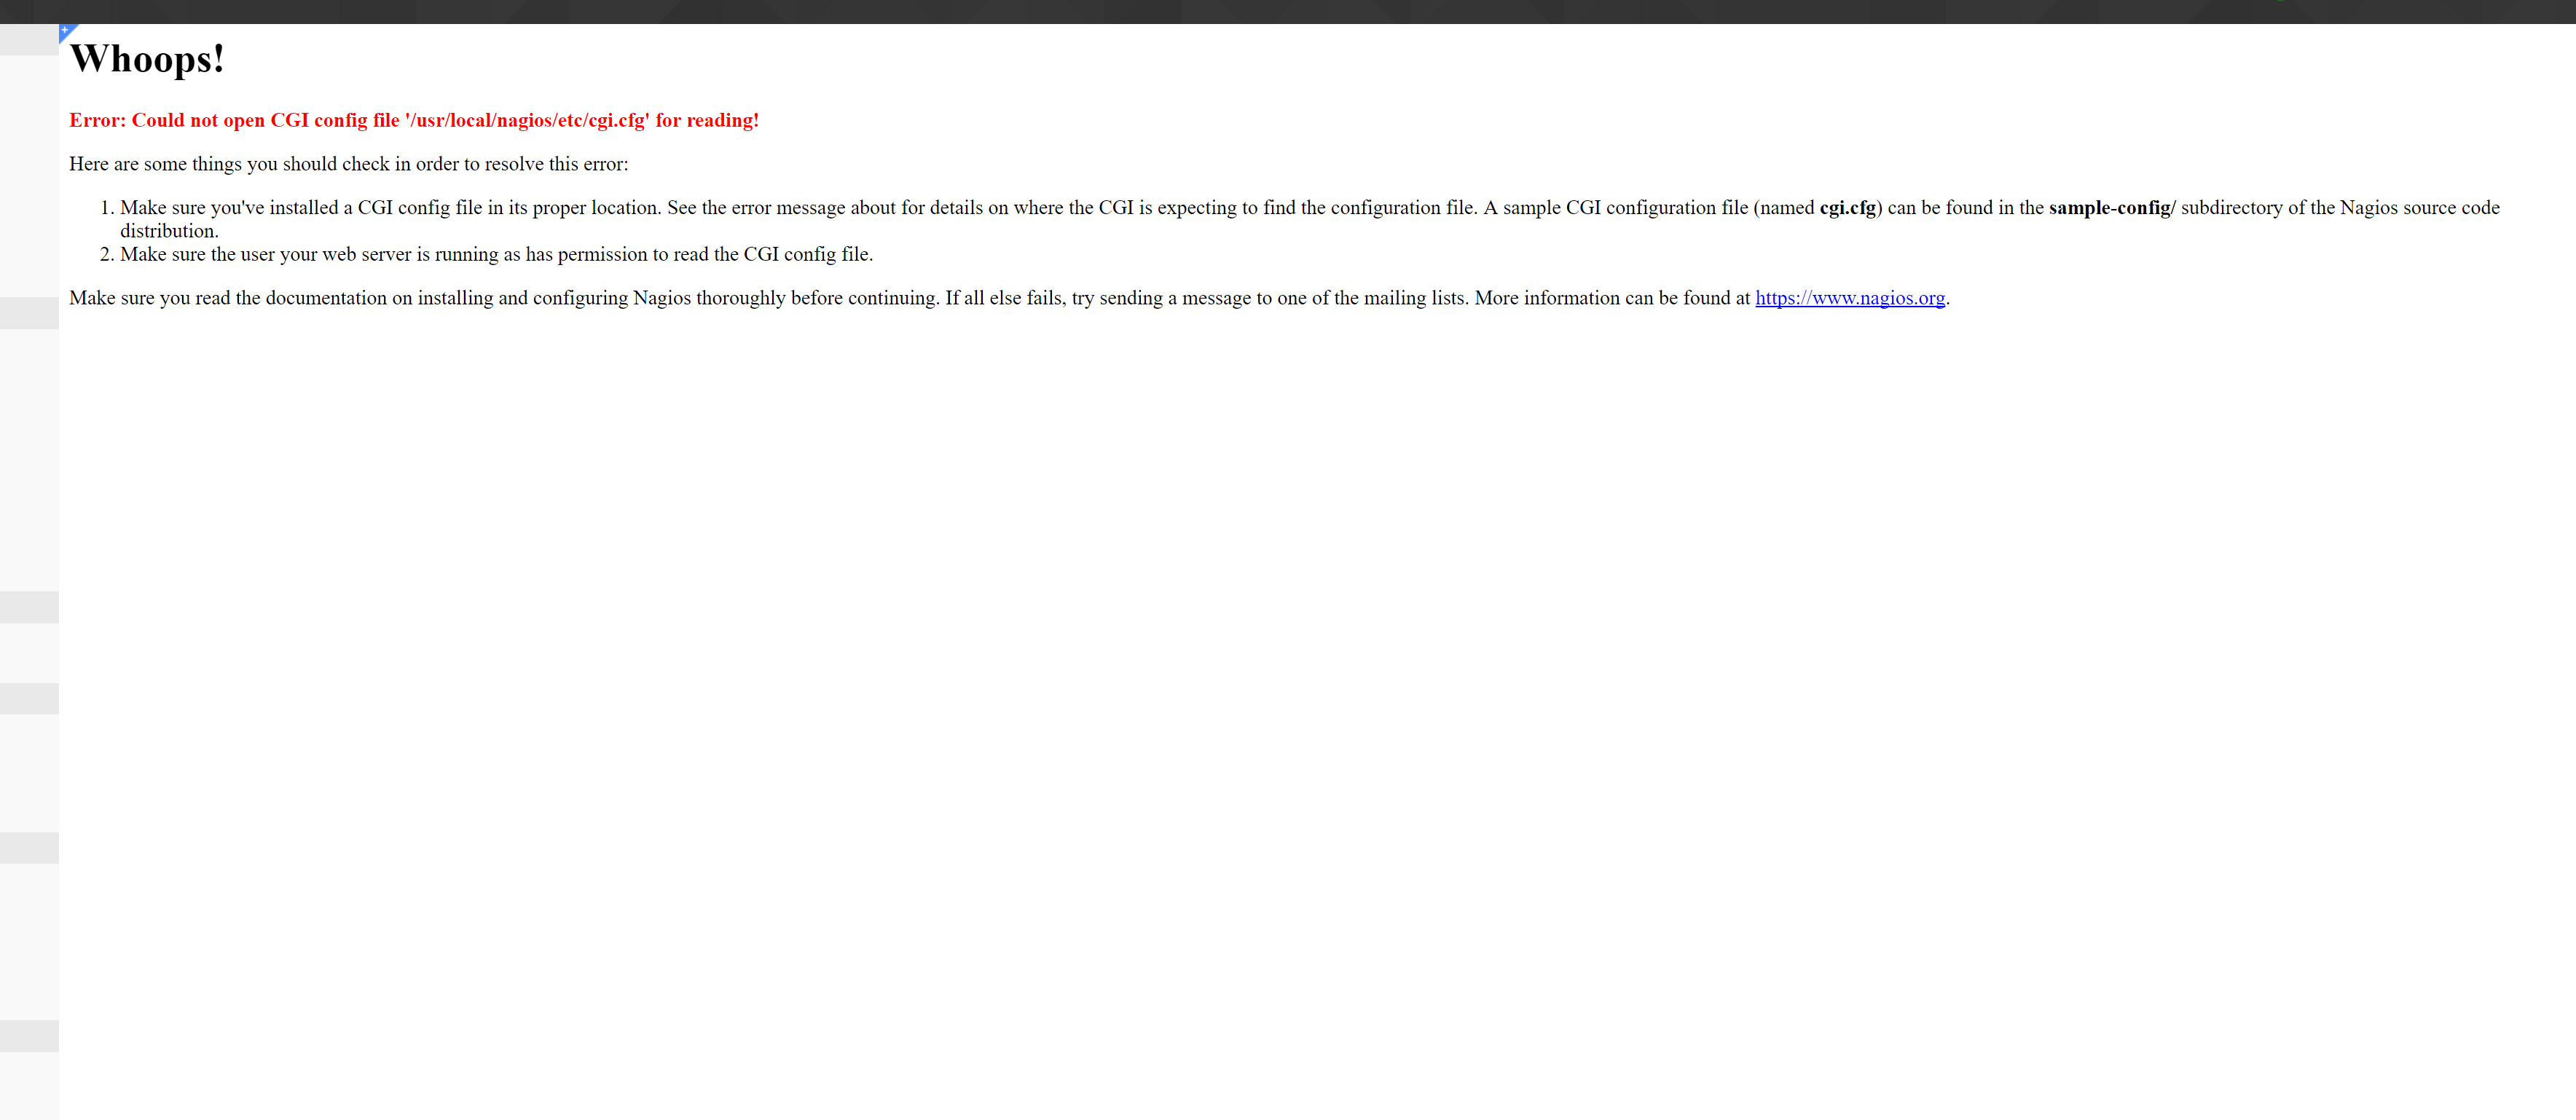 Whoops!
Error: Could not open CGI config file '/usr/local/nagios/etc/cgi.cfg' for reading!
Here are some things you should check in order to resolve this error:
1. Make sure you've installed a CGI config file in its proper location. See the error message about for details on where the CGI is expecting to find the configuration file. A sample CGI configuration file (named cgi.cfg) can be found in the sample-config/ subdirectory of the Nagios source code
distribution.
2. Make sure the user your web server is running as has permission to read the CGI config file.
Make sure you read the documentation on installing and configuring Nagios thoroughly before continuing. If all else fails, try sending a message to one of the mailing lists. More information can be found at https://www.nagios.org.